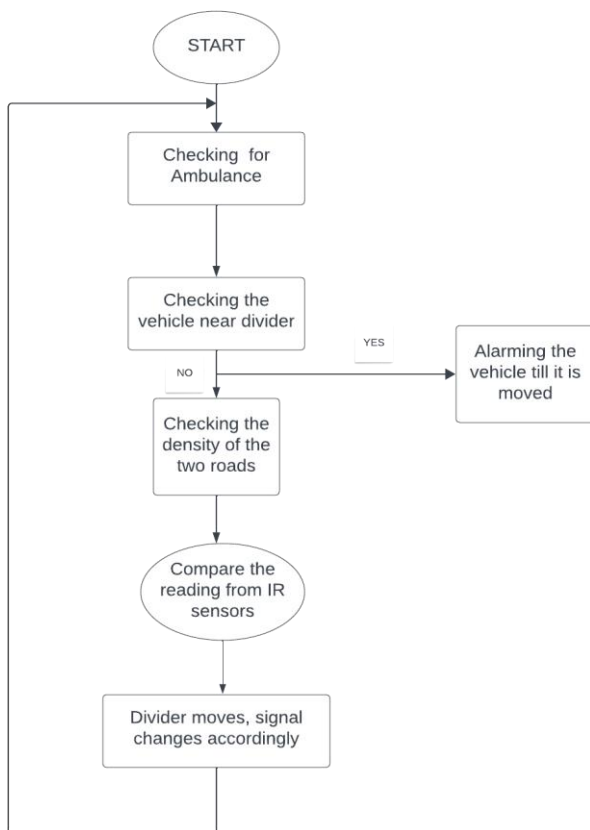 START
Checking for
Ambulance
Checking the
vehicle near divider
YES
Alarming the
vehicle till it is
moved
NO
Checking the
density of the
two roads
Compare the
reading from IR
sensors
Divider moves, signal
changes accordingly